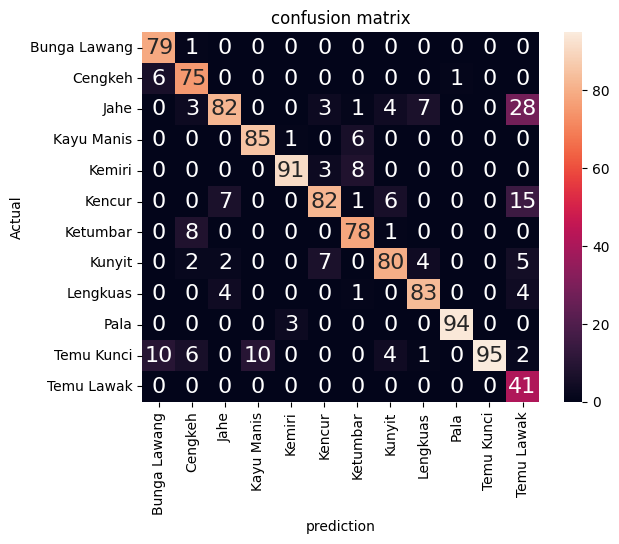 confusion matrix
Bunga Lawang 79 1 0 0 0 0 0 0 0 0 0 0
Cengkeh 6 75 0 0 0 0 0 0 0 1 0 0
Jahe 0 3 82 0 0 3 1 4 7 0 0 28
Kayu Manis 0 0 0 85 1 0 6 0 0 0 0 0
Kemiri 0 0 0 0 91 3 8 0 0 0 0 0
Kencur 0 0 7 0 0 82 1 6 0 0 0 15
Ketumbar 0 8 0 0 0 0 78 1 0 0 0 0
Kunyit 0 2 2 0 0 7 0 80 4 0 0 5
Lengkuas 0 0 4 0 0 0 1 0 83 0 0 4
Pala 0 0 0 0 3 0 0 0 0 94 0 0
Temu Kunci 10 6 0 10 0 0 0 4 1 0 95 2
Temu Lawak 0 0 0 0 0 0 0 0 0 0 0 41
Actual
Bunga Lawang
Cengkeh
Jahe
Kayu Manis
Kemiri
Kencur
Ketumbar
Kunyit
Lengkuas
Pala
Temu Kunci
Temu Lawak
prediction
80
60
40
20
0